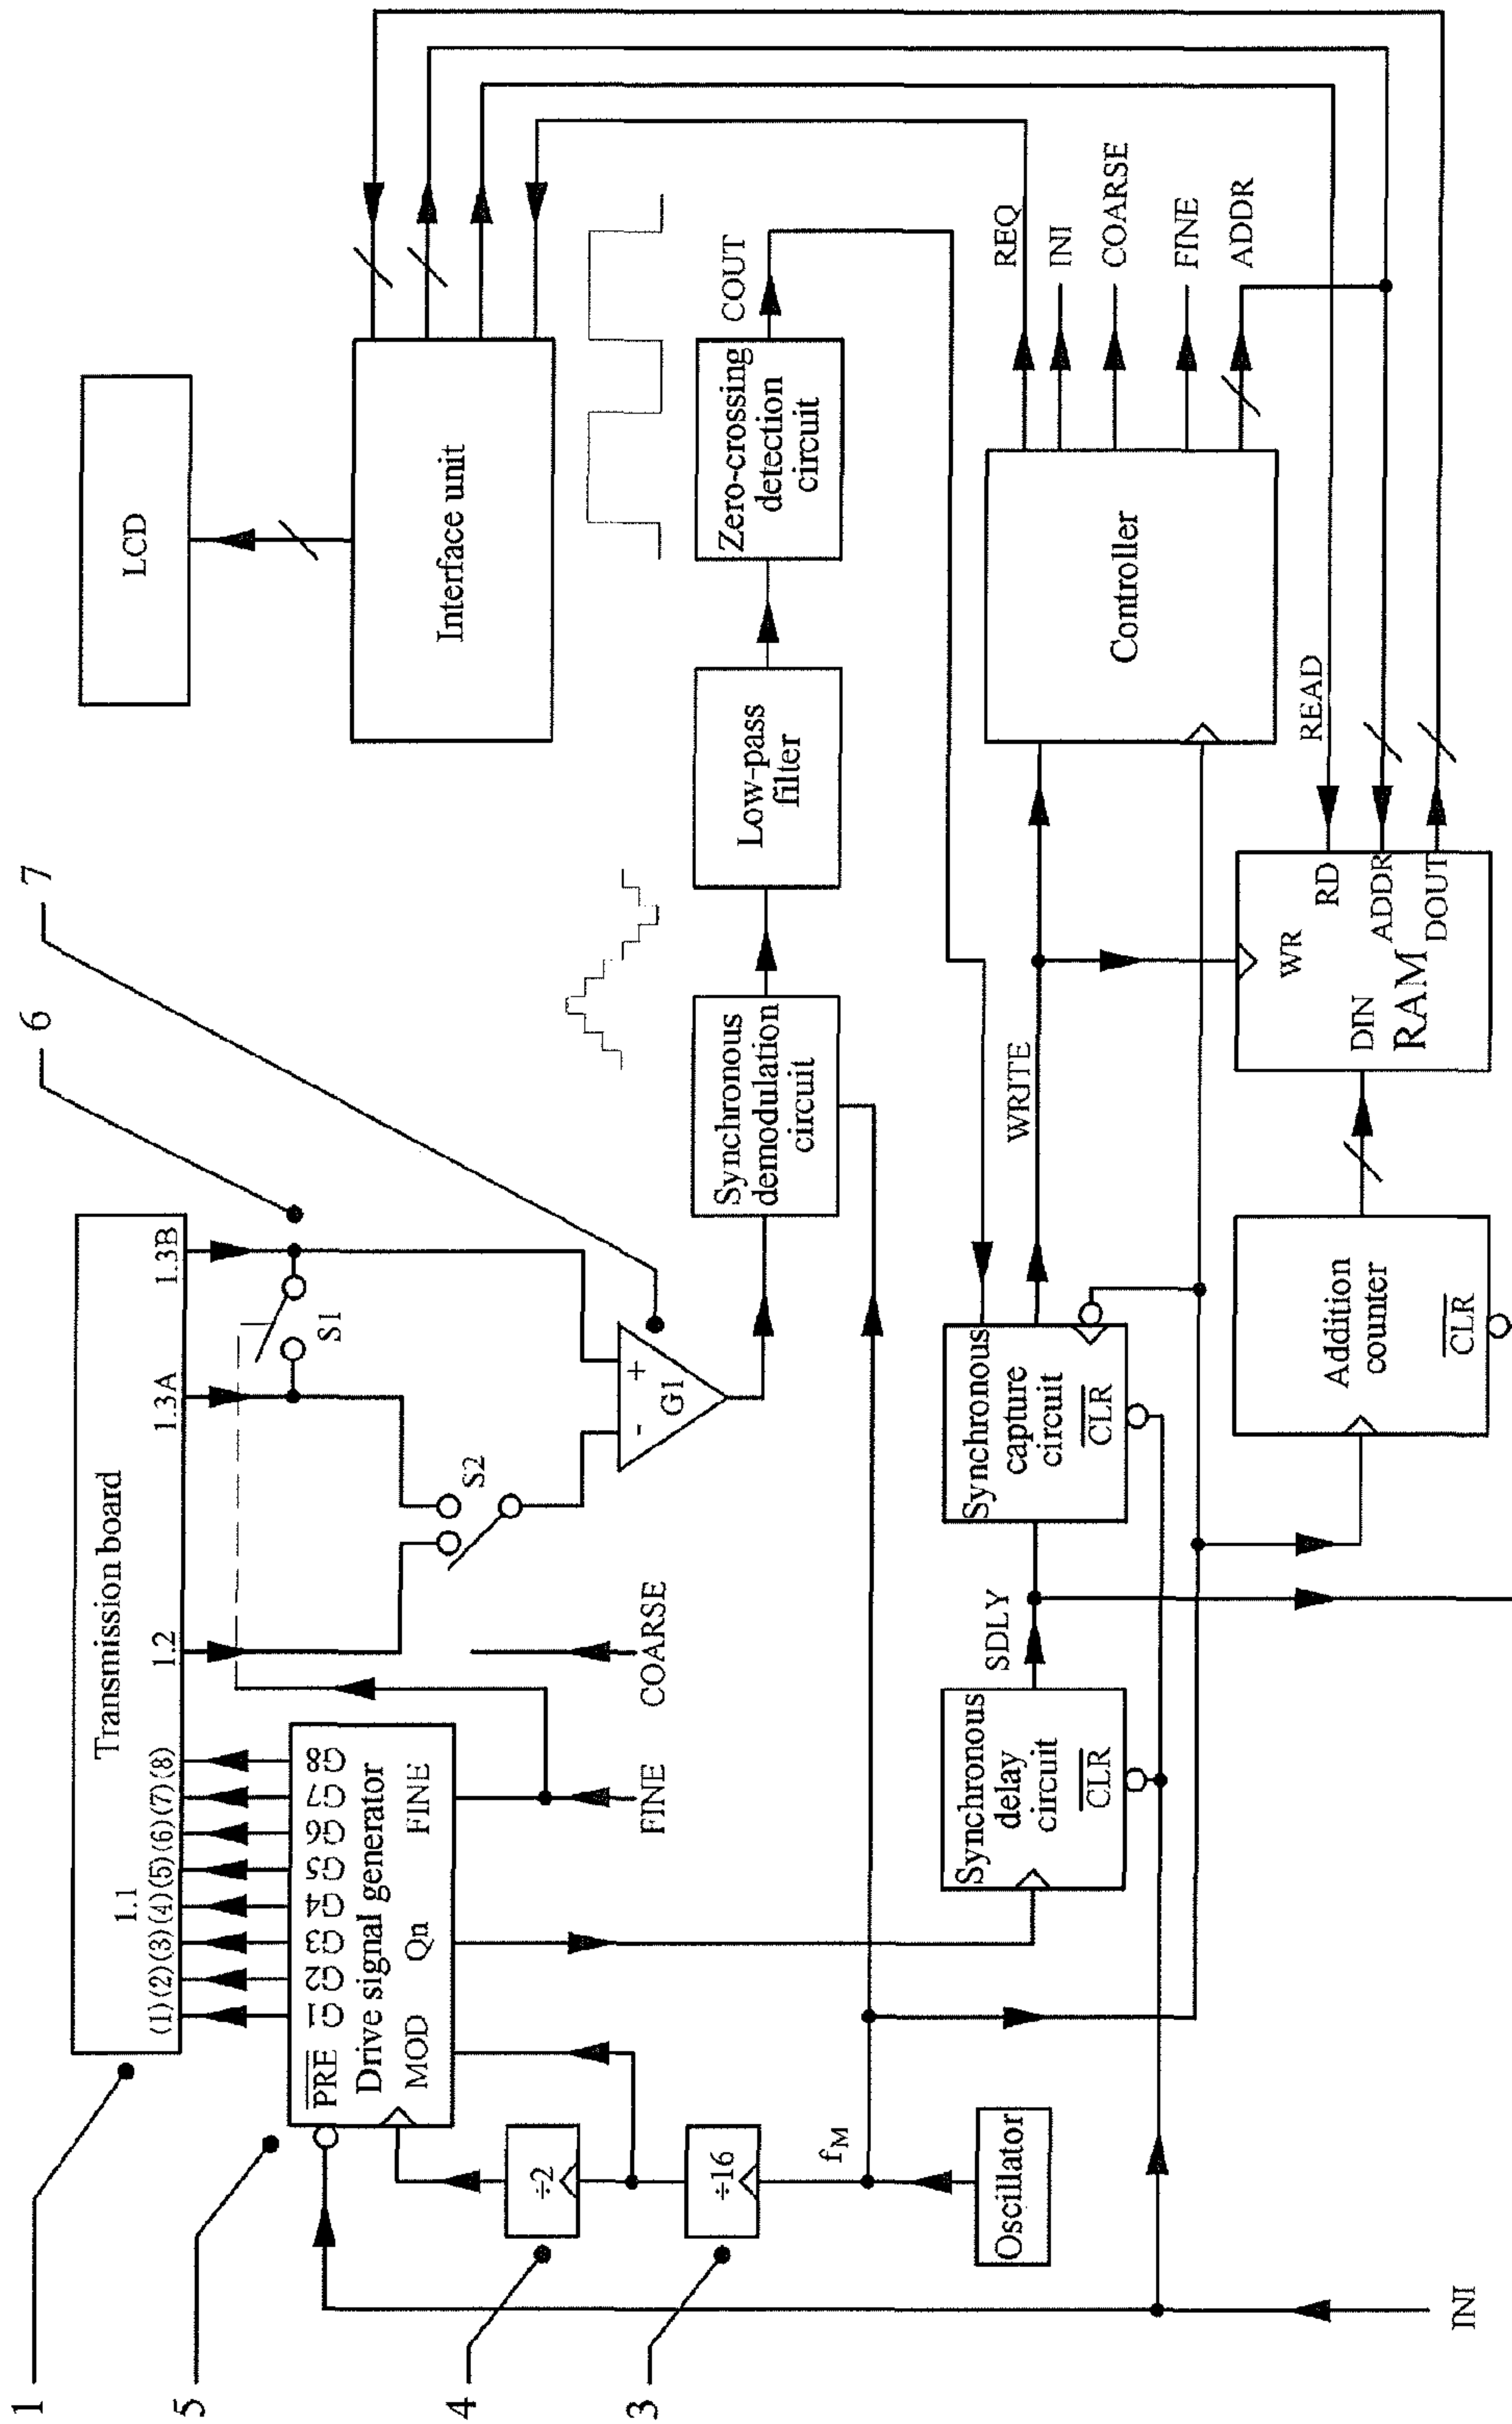 1
5
4
3
6
7
Transmission board
1.1
(1)(2)(3)(4)(5)(6)(7)(8)
1.2
1.3A
1.3B
S1
S2
PRE
G1 G2 G3 G4 G5 G6 G7 G8
Drive signal generator
MOD
Qn
FINE
FINE
COARSE
-
+
G1
÷2
÷16
fM
Oscillator
INI
LCD
Interface unit
Synchronous
demodulation
circuit
Low-pass
filter
Zero-crossing
detection
circuit
COUT
Synchronous
delay
circuit
CLR
SDLY
Synchronous
capture
circuit
CLR
WRITE
Controller
REQ
INI
COARSE
FINE
ADDR
READ
Addition
counter
CLR
WR
DIN
RAM
RD
ADDR
DOUT